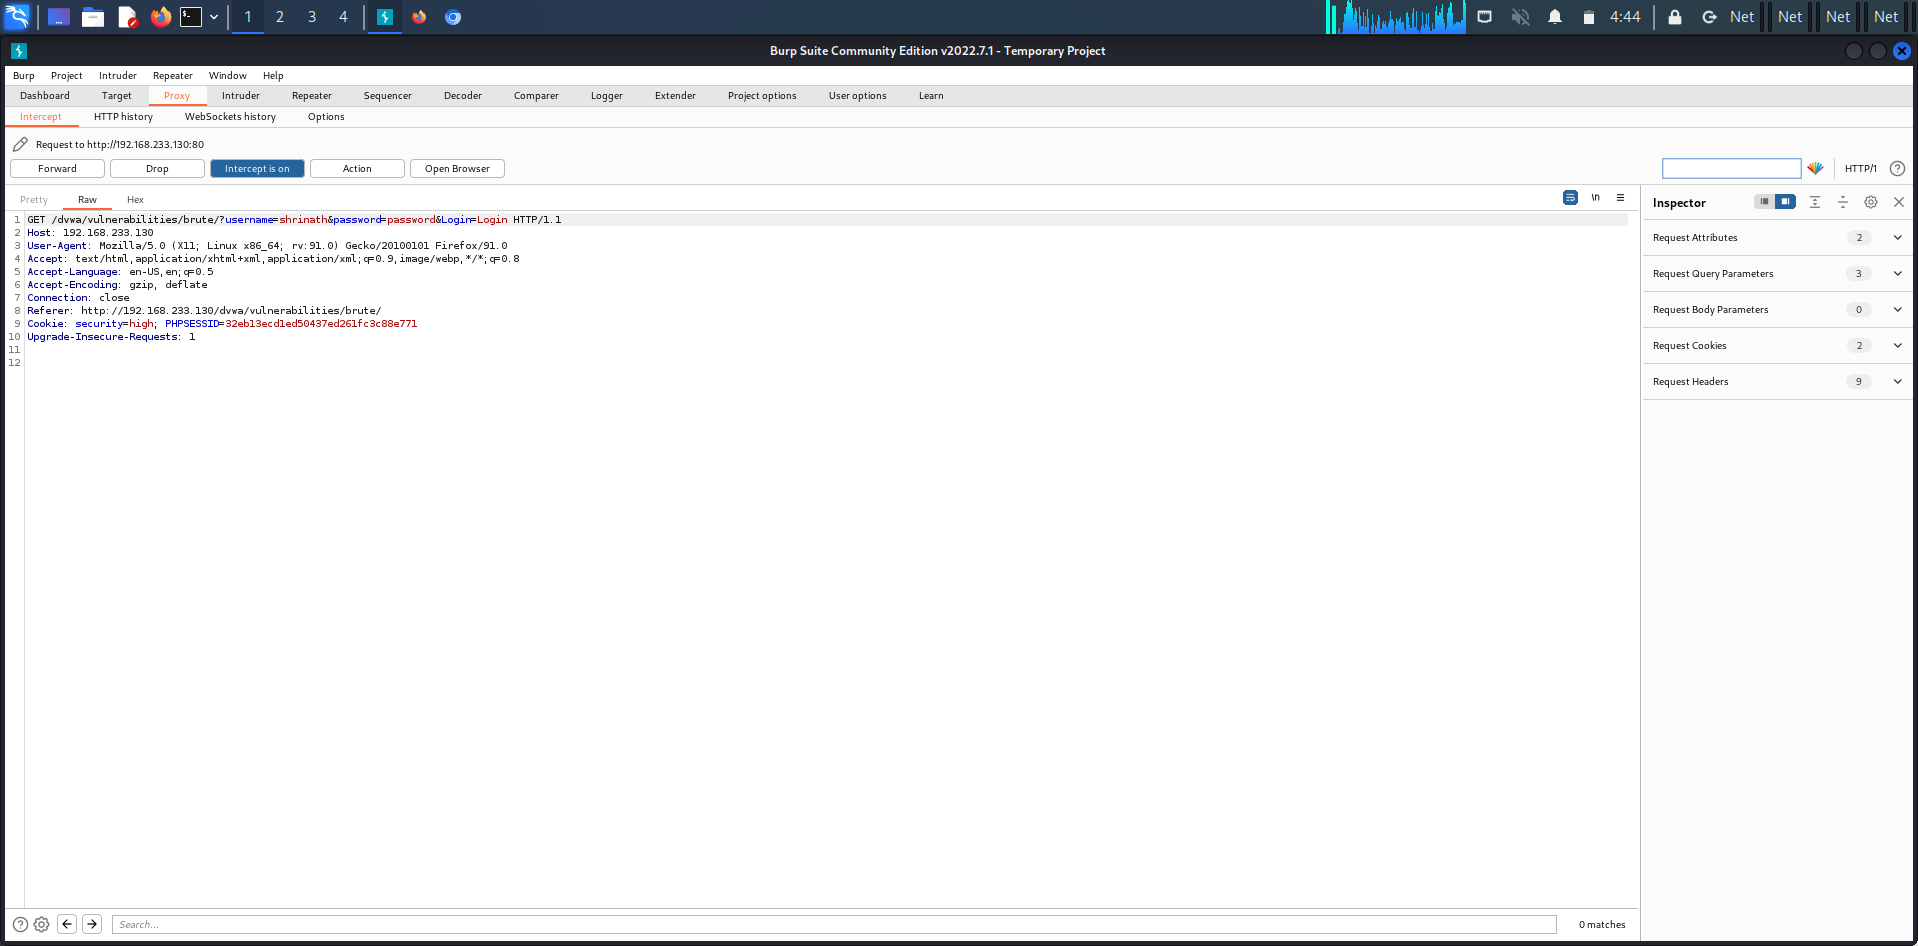 1 2 3 4 4:44 Net Net Net Net
Burp Suite Community Edition v2022.7.1 - Temporary Project
Burp Project Intruder Repeater Window Help
Dashboard Target Proxy Intruder Repeater Sequencer Decoder Comparer Logger Extender Project options User options Learn
Intercept HTTP history WebSockets history Options
Request to http://192.168.233.130:80
Forward Drop Intercept is on Action Open Browser HTTP/1
Pretty Raw Hex \n
1 GET /dvwa/vulnerabilities/brute/?username=shrinath&password=password&Login=Login HTTP/1.1
2 Host: 192.168.233.130
3 User-Agent: Mozilla/5.0 (X11; Linux x86_64; rv:91.0) Gecko/20100101 Firefox/91.0
4 Accept: text/html,application/xhtml+xml,application/xml;q=0.9,image/webp,*/*;q=0.8
5 Accept-Language: en-US,en;q=0.5
6 Accept-Encoding: gzip, deflate
7 Connection: close
8 Referer: http://192.168.233.130/dvwa/vulnerabilities/brute/
9 Cookie: security=high; PHPSESSID=32eb13ecd1ed50437ed261fc3c88e771
10 Upgrade-Insecure-Requests: 1
11
12
Inspector
Request Attributes 2
Request Query Parameters 3
Request Body Parameters 0
Request Cookies 2
Request Headers 9
Search... 0 matches